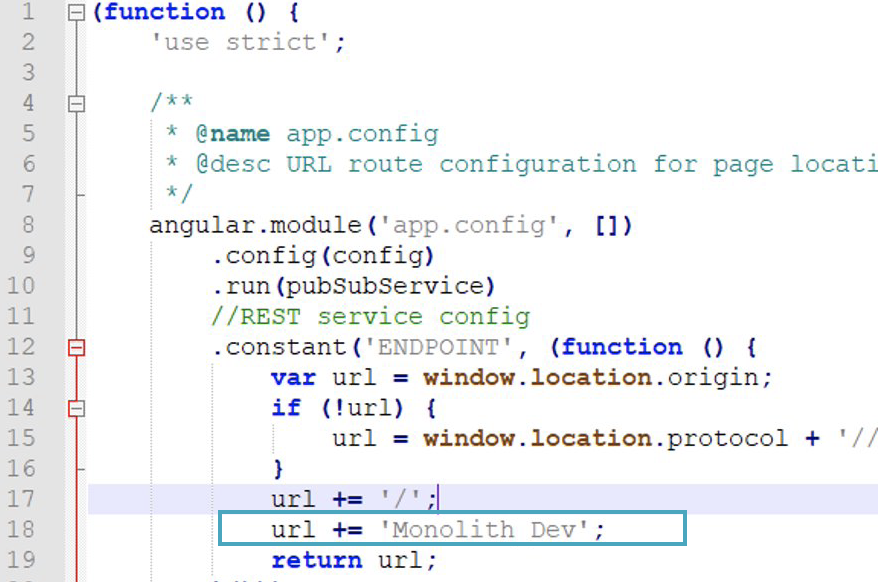 1 (function () {
2 'use strict';
3
4 /**
5 * @name app.config
6 * @desc URL route configuration for page locati
7 */
8 angular.module('app.config', [])
9 .config(config)
10 .run(pubSubService)
11 //REST service config
12 .constant('ENDPOINT', (function () {
13 var url = window.location.origin;
14 if (!url) {
15 url = window.location.protocol + '//
16 }
17 url += '/';
18 url += 'Monolith Dev';
19 return url;